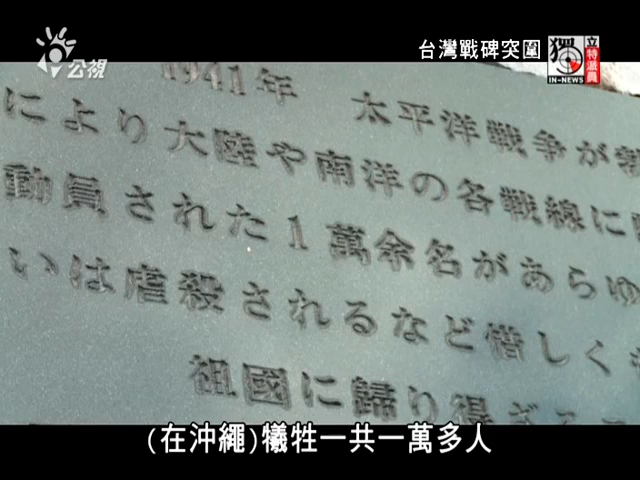 公視
台灣戰碑突圍
獨
立
特派員
IN-NEWS
1941年 太平洋戦争が勃
により大陸や南洋の各戦線に
動員された1萬余名があらゆ
いは虐殺されるなど惜しく
祖國に歸り得ざ
(在沖繩)犧牲一共一萬多人